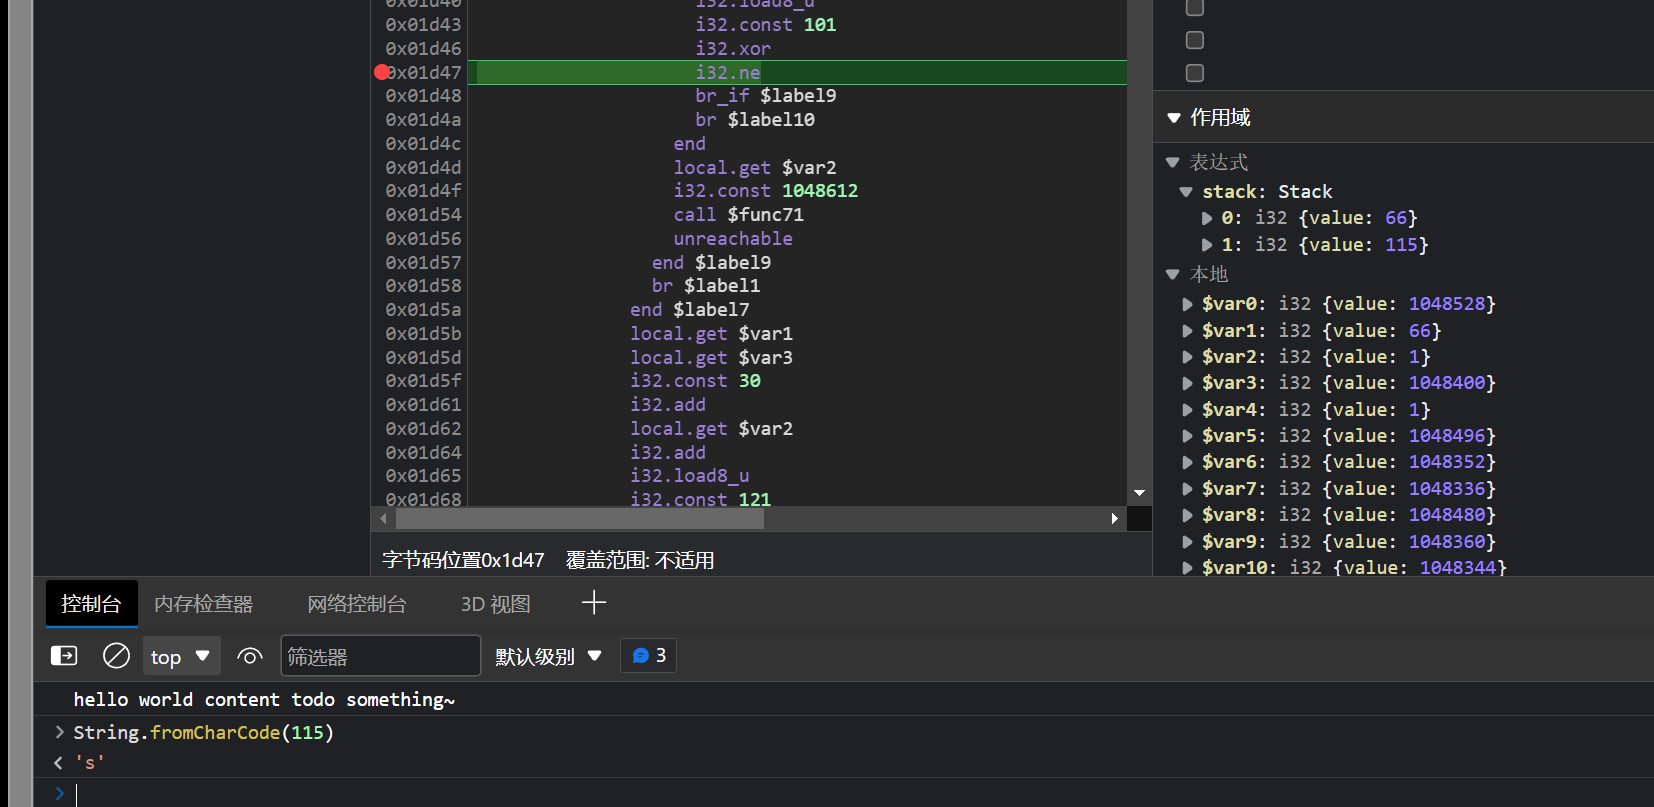 0x01d40 i32.load8_u
0x01d43 i32.const 101
0x01d46 i32.xor
0x01d47 i32.ne
0x01d48 br_if $label9
0x01d4a br $label10
0x01d4c end
0x01d4d local.get $var2
0x01d4f i32.const 1048612
0x01d54 call $func71
0x01d56 unreachable
0x01d57 end $label9
0x01d58 br $label1
0x01d5a end $label7
0x01d5b local.get $var1
0x01d5d local.get $var3
0x01d5f i32.const 30
0x01d61 i32.add
0x01d62 local.get $var2
0x01d64 i32.add
0x01d65 i32.load8_u
0x01d68 i32.const 121
字节码位置0x1d47 覆盖范围: 不适用
作用域
表达式
stack: Stack
0: i32 {value: 66}
1: i32 {value: 115}
本地
$var0: i32 {value: 1048528}
$var1: i32 {value: 66}
$var2: i32 {value: 1}
$var3: i32 {value: 1048400}
$var4: i32 {value: 1}
$var5: i32 {value: 1048496}
$var6: i32 {value: 1048352}
$var7: i32 {value: 1048336}
$var8: i32 {value: 1048480}
$var9: i32 {value: 1048360}
$var10: i32 {value: 1048344}
控制台 内存检查器 网络控制台 3D 视图
top 筛选器 默认级别 3
hello world content todo something~
> String.fromCharCode(115)
< 's'
>